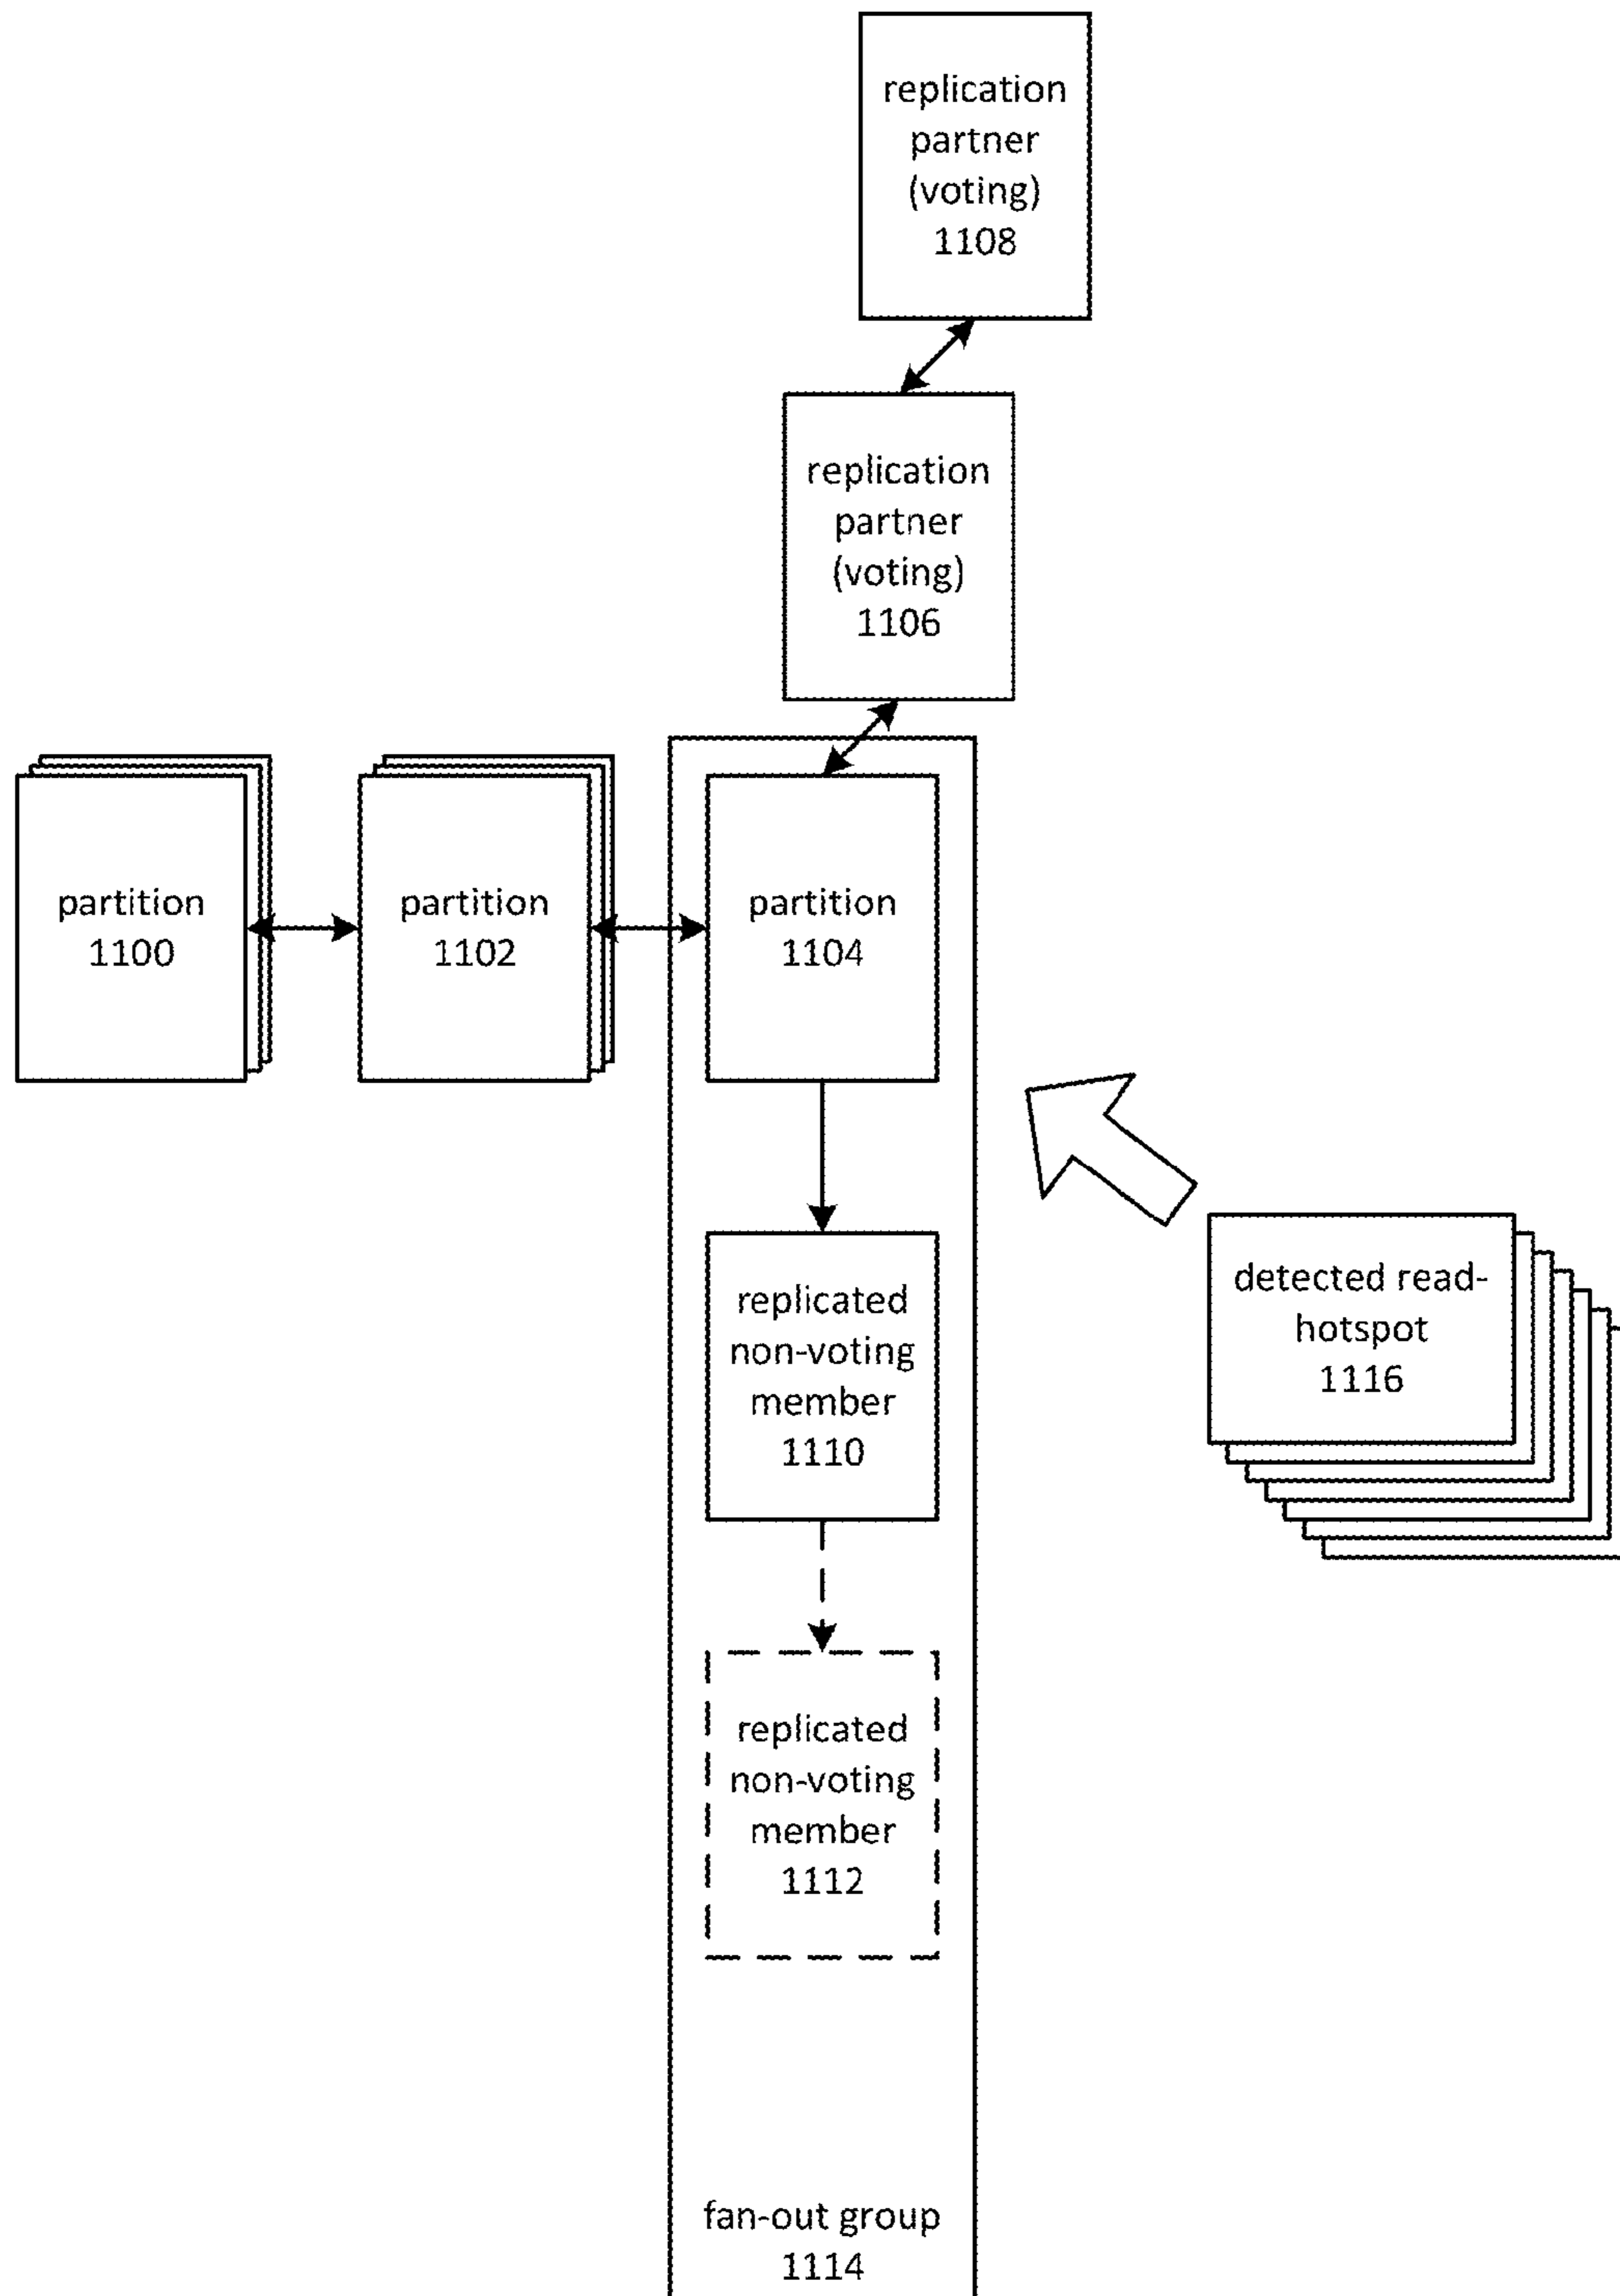 replication
partner
(voting)
1108
replication
partner
(voting)
1106
partition
1100
partition
1102
partition
1104
replicated
non-voting
member
1110
detected read-
hotspot
1116
replicated
non-voting
member
1112
fan-out group
1114